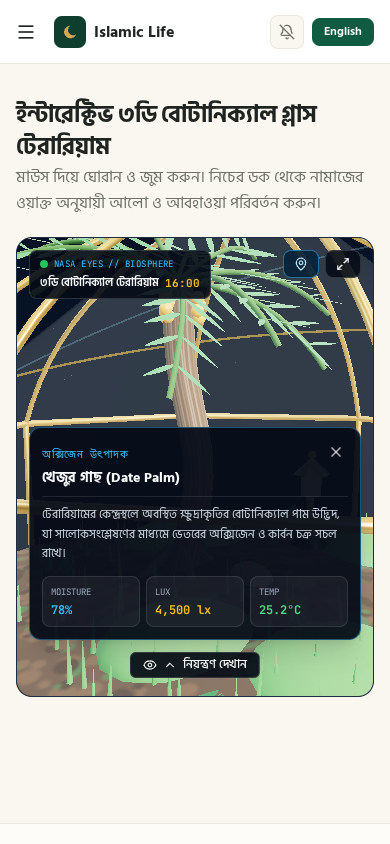 Islamic Life
English
ইন্টারেক্টিভ ৩ডি বোটানিক্যাল গ্লাস
টেরারিয়াম
মাউস দিয়ে ঘোরান ও জুম করুন। নিচের ডক থেকে নামাজের
ওয়াক্ত অনুযায়ী আলো ও আবহাওয়া পরিবর্তন করুন।
NASA EYES // BIOSPHERE
৩ডি বোটানিক্যাল টেরারিয়াম 16:00
অক্সিজেন উৎপাদক
খেজুর গাছ (Date Palm)
টেরারিয়ামের কেন্দ্রস্থলে অবস্থিত ক্ষুদ্রাকৃতির বোটানিক্যাল পাম উদ্ভিদ,
যা সালোকসংশ্লেষণের মাধ্যমে ভেতরের অক্সিজেন ও কার্বন চক্র সচল
রাখে।
MOISTURE LUX TEMP
78% 4,500 lx 25.2°C
নিয়ন্ত্রণ দেখান